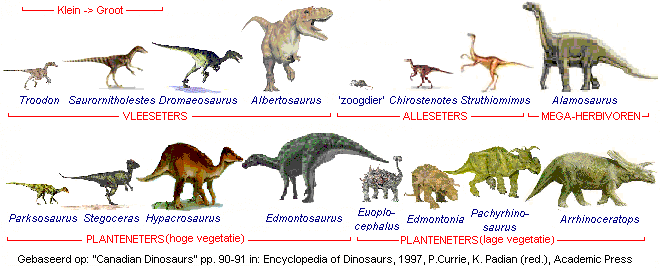 Klein -> Groot
Troodon Saurornitholestes Dromaeosaurus Albertosaurus 'zoogdier' Chirostenotes Struthiomimus Alamosaurus
VLEESETERS ALLESETERS MEGA-HERBIVOREN
Parksosaurus Stegoceras Hypacrosaurus Edmontosaurus Euoplo-
cephalus Edmontonia Pachyrhino-
saurus Arrhinoceratops
PLANTENETERS (hoge vegetatie) PLANTENETERS (lage vegetatie)
Gebaseerd op: "Canadian Dinosaurs" pp. 90-91 in: Encyclopedia of Dinosaurs, 1997, P.Currie, K. Padian (red.), Academic Press